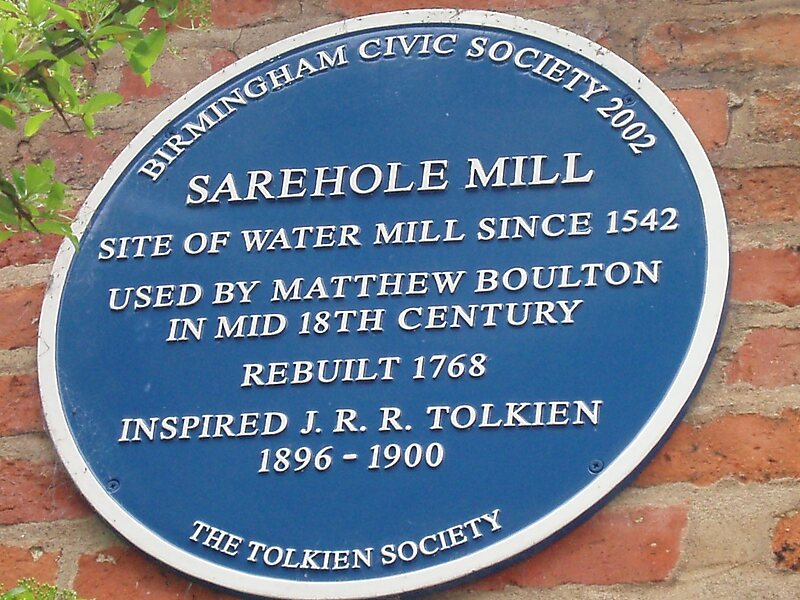 BIRMINGHAM CIVIC SOCIETY 2002
SAREHOLE MILL
SITE OF WATER MILL SINCE 1542
USED BY MATTHEW BOULTON
IN MID 18TH CENTURY
REBUILT 1768
INSPIRED J. R. R. TOLKIEN
1896 - 1900
THE TOLKIEN SOCIETY